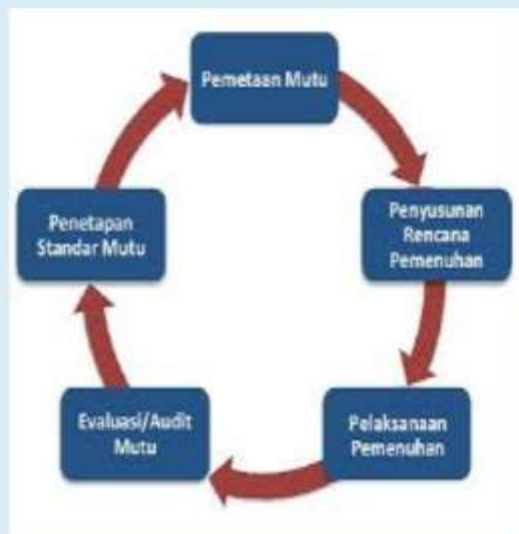 Pemetaan Mutu
Penyusunan
Rencana
Pemenuhan
Pelaksanaan
Pemenuhan
Evaluasi/Audit
Mutu
Penetapan
Standar Mutu